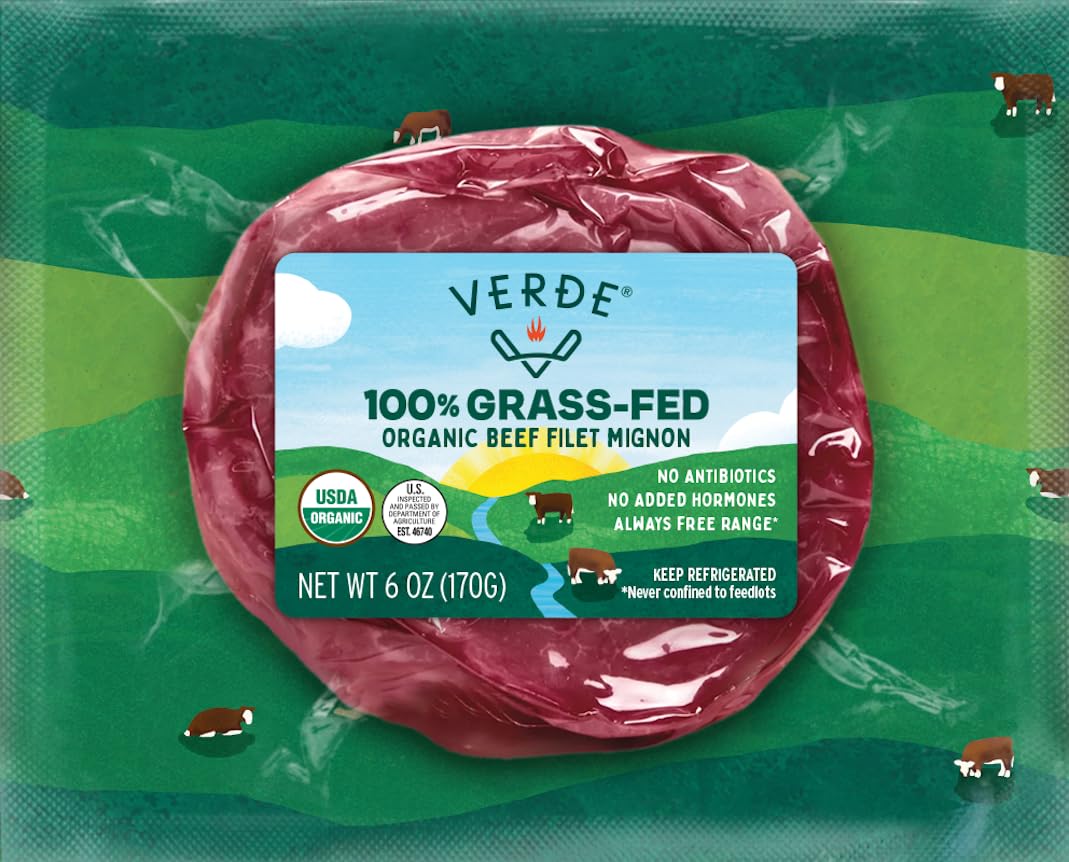 VERDE®
100% GRASS-FED
ORGANIC BEEF FILET MIGNON
NO ANTIBIOTICS
NO ADDED HORMONES
ALWAYS FREE RANGE*
USDA
ORGANIC
U.S.
INSPECTED
AND PASSED BY
DEPARTMENT OF
AGRICULTURE
EST. 46740
NET WT 6 OZ (170G)
KEEP REFRIGERATED
*Never confined to feedlots